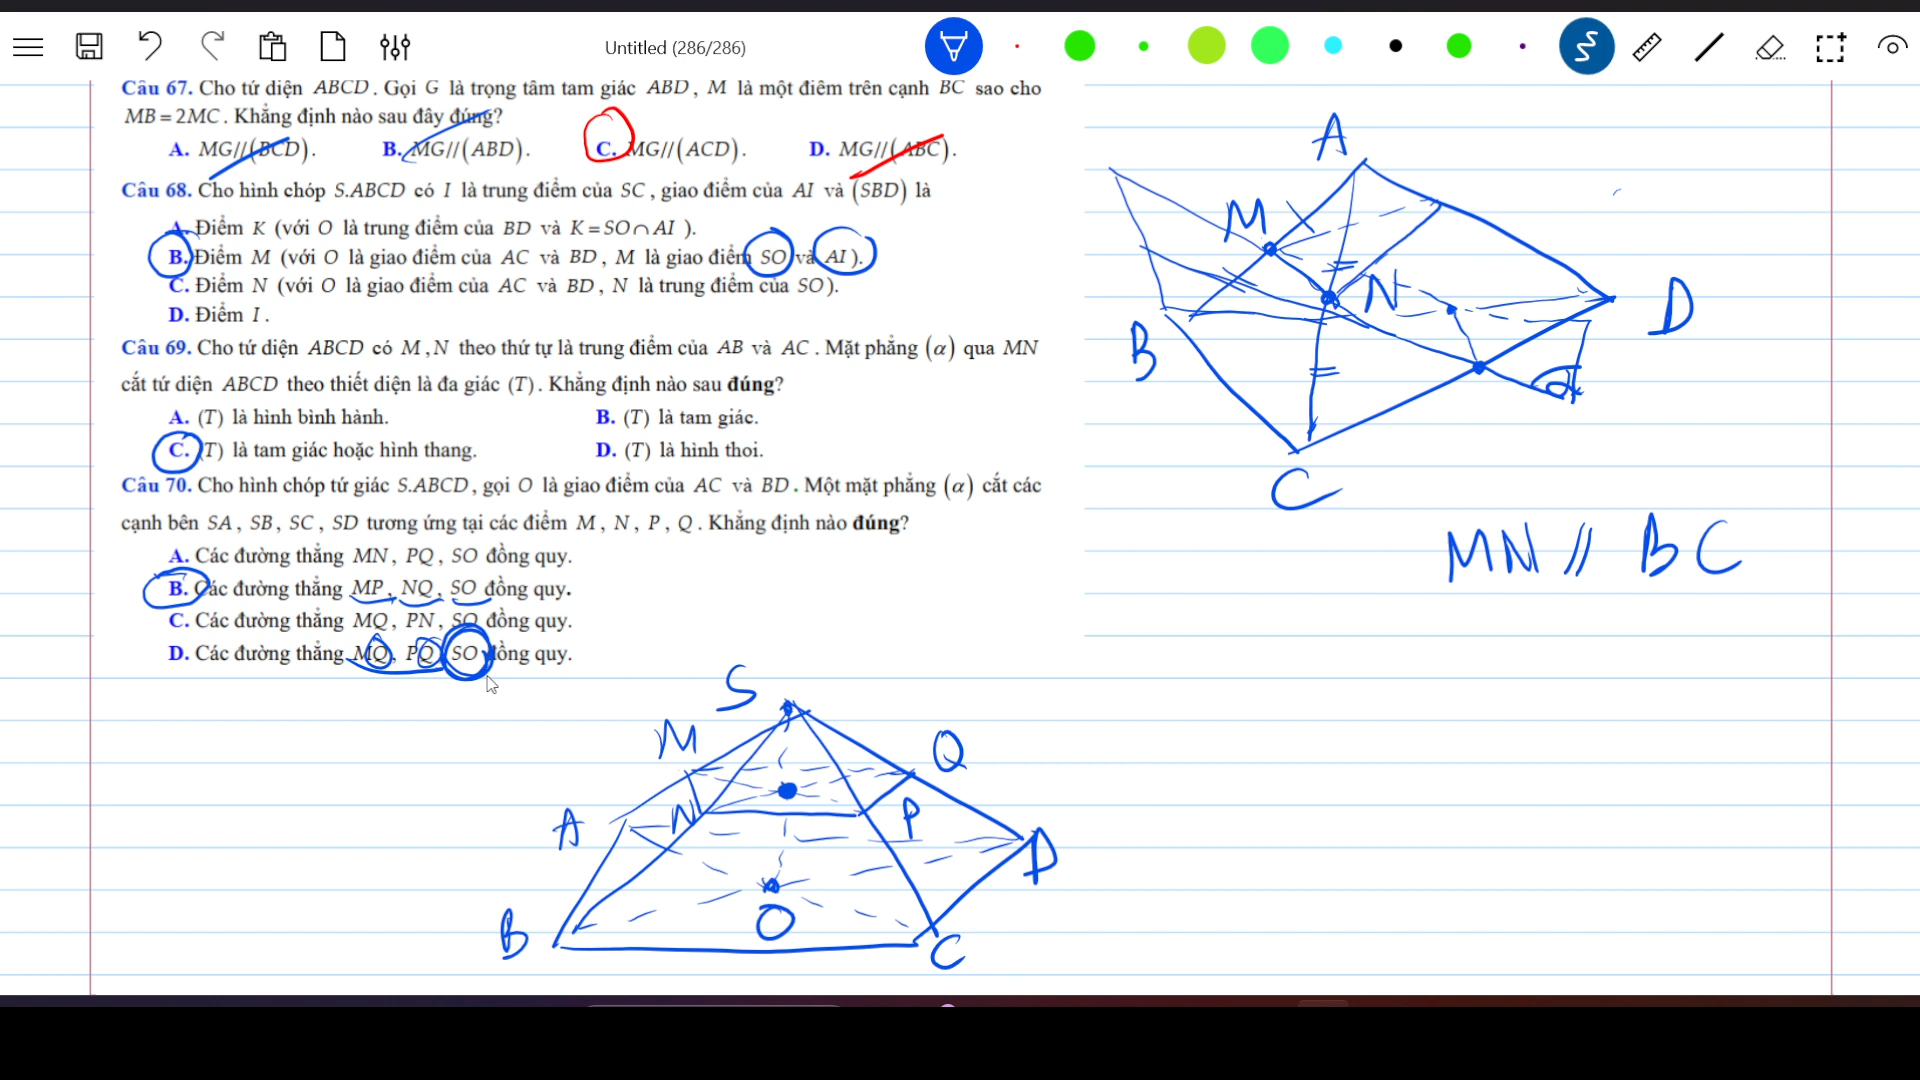 Untitled (286/286)
Câu 67. Cho tứ diện ABCD. Gọi G là trọng tâm tam giác ABD, M là một điểm trên cạnh BC sao cho
MB = 2MC. Khẳng định nào sau đây đúng?
A. MG//(BCD). B. MG//(ABD). C. MG//(ACD). D. MG//(ABC).
Câu 68. Cho hình chóp S.ABCD có I là trung điểm của SC, giao điểm của AI và (SBD) là
A. Điểm K (với O là trung điểm của BD và K = SO ∩ AI ).
B. Điểm M (với O là giao điểm của AC và BD, M là giao điểm SO và AI ).
C. Điểm N (với O là giao điểm của AC và BD, N là trung điểm của SO).
D. Điểm I.
Câu 69. Cho tứ diện ABCD có M,N theo thứ tự là trung điểm của AB và AC. Mặt phẳng (α) qua MN
cắt tứ diện ABCD theo thiết diện là đa giác (T). Khẳng định nào sau đúng?
A. (T) là hình bình hành. B. (T) là tam giác.
C. (T) là tam giác hoặc hình thang. D. (T) là hình thoi.
Câu 70. Cho hình chóp tứ giác S.ABCD, gọi O là giao điểm của AC và BD. Một mặt phẳng (α) cắt các
cạnh bên SA, SB, SC, SD tương ứng tại các điểm M, N, P, Q. Khẳng định nào đúng?
A. Các đường thẳng MN, PQ, SO đồng quy.
B. Các đường thẳng MP, NQ, SO đồng quy.
C. Các đường thẳng MQ, PN, SO đồng quy.
D. Các đường thẳng MQ, PQ, SO đồng quy.
A
M
N
D
B
α
C
MN // BC
S
M
Q
A
N
P
D
B
O
C